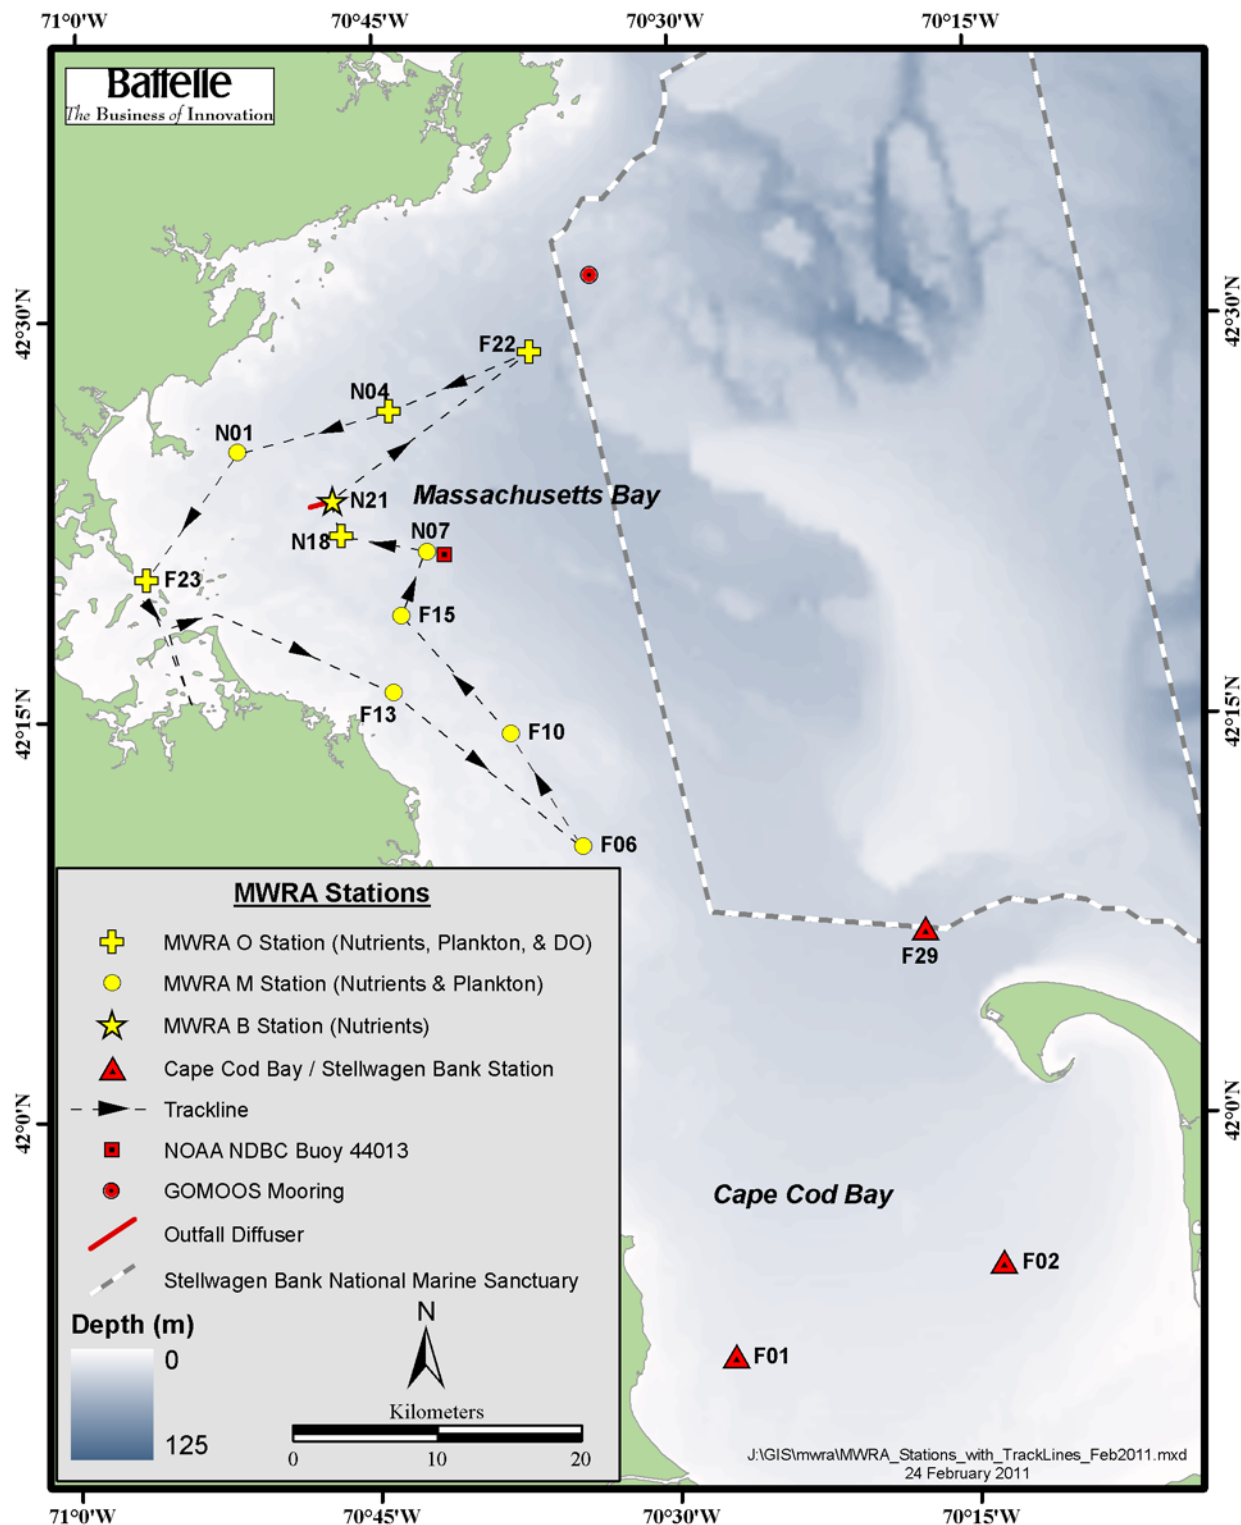 71°0'W
70°45'W
70°30'W
70°15'W
Battelle
The Business of Innovation
42°30'N
42°30'N
F22
N04
N01
N21
Massachusetts Bay
N18
N07
F23
F15
F13
F10
42°15'N
42°15'N
F06
MWRA Stations
MWRA O Station (Nutrients, Plankton, & DO)
MWRA M Station (Nutrients & Plankton)
MWRA B Station (Nutrients)
Cape Cod Bay / Stellwagen Bank Station
Trackline
NOAA NDBC Buoy 44013
GOMOOS Mooring
Outfall Diffuser
Stellwagen Bank National Marine Sanctuary
Depth (m)
0
125
N
Kilometers
0 10 20
F29
42°0'N
42°0'N
Cape Cod Bay
F02
F01
J:\GIS\mwra\MWRA_Stations_with_TrackLines_Feb2011.mxd
24 February 2011
71°0'W
70°45'W
70°30'W
70°15'W